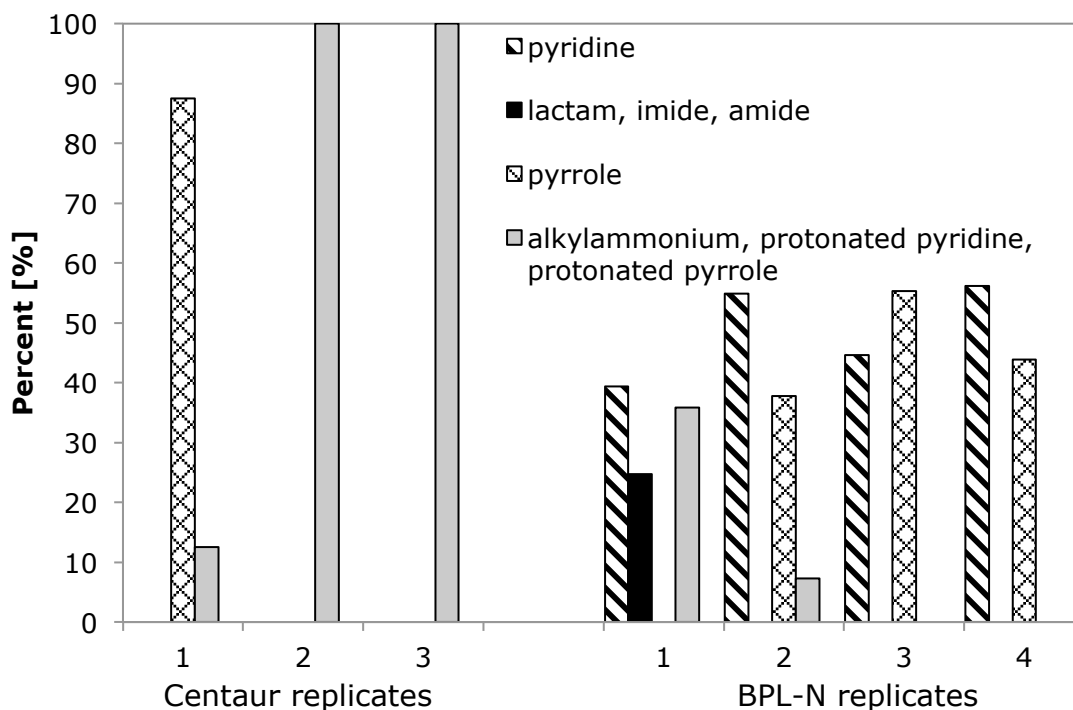 Percent [%]
100
90
80
70
60
50
40
30
20
10
0
pyridine
lactam, imide, amide
pyrrole
alkylammonium, protonated pyridine,
protonated pyrrole
1 2 3 1 2 3 4
Centaur replicates BPL-N replicates